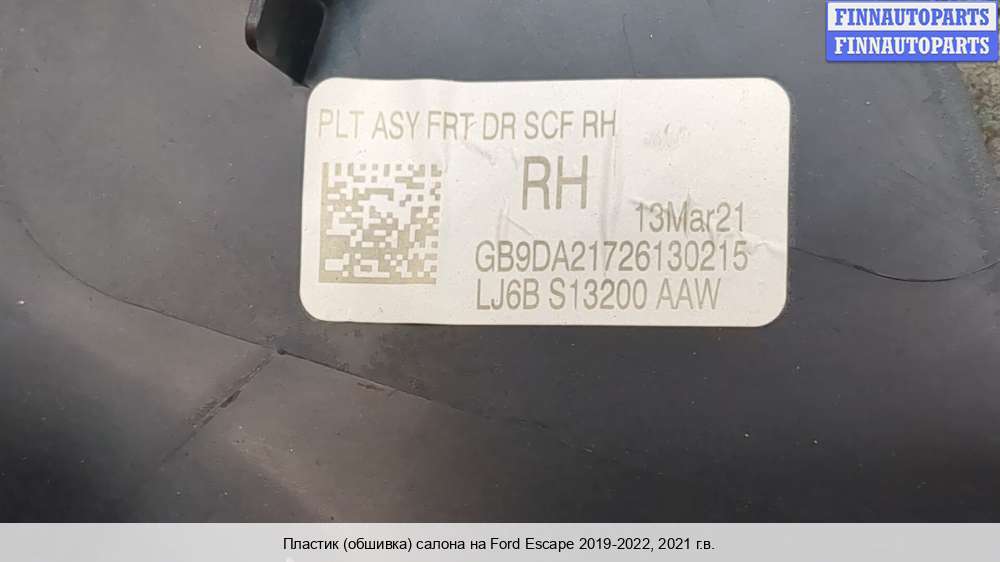 FINNAUTOPARTS
FINNAUTOPARTS
PLT ASY FRT DR SCF RH
RH
13Mar21
GB9DA21726130215
LJ6B S13200 AAW
Пластик (обшивка) салона на Ford Escape 2019-2022, 2021 г.в.